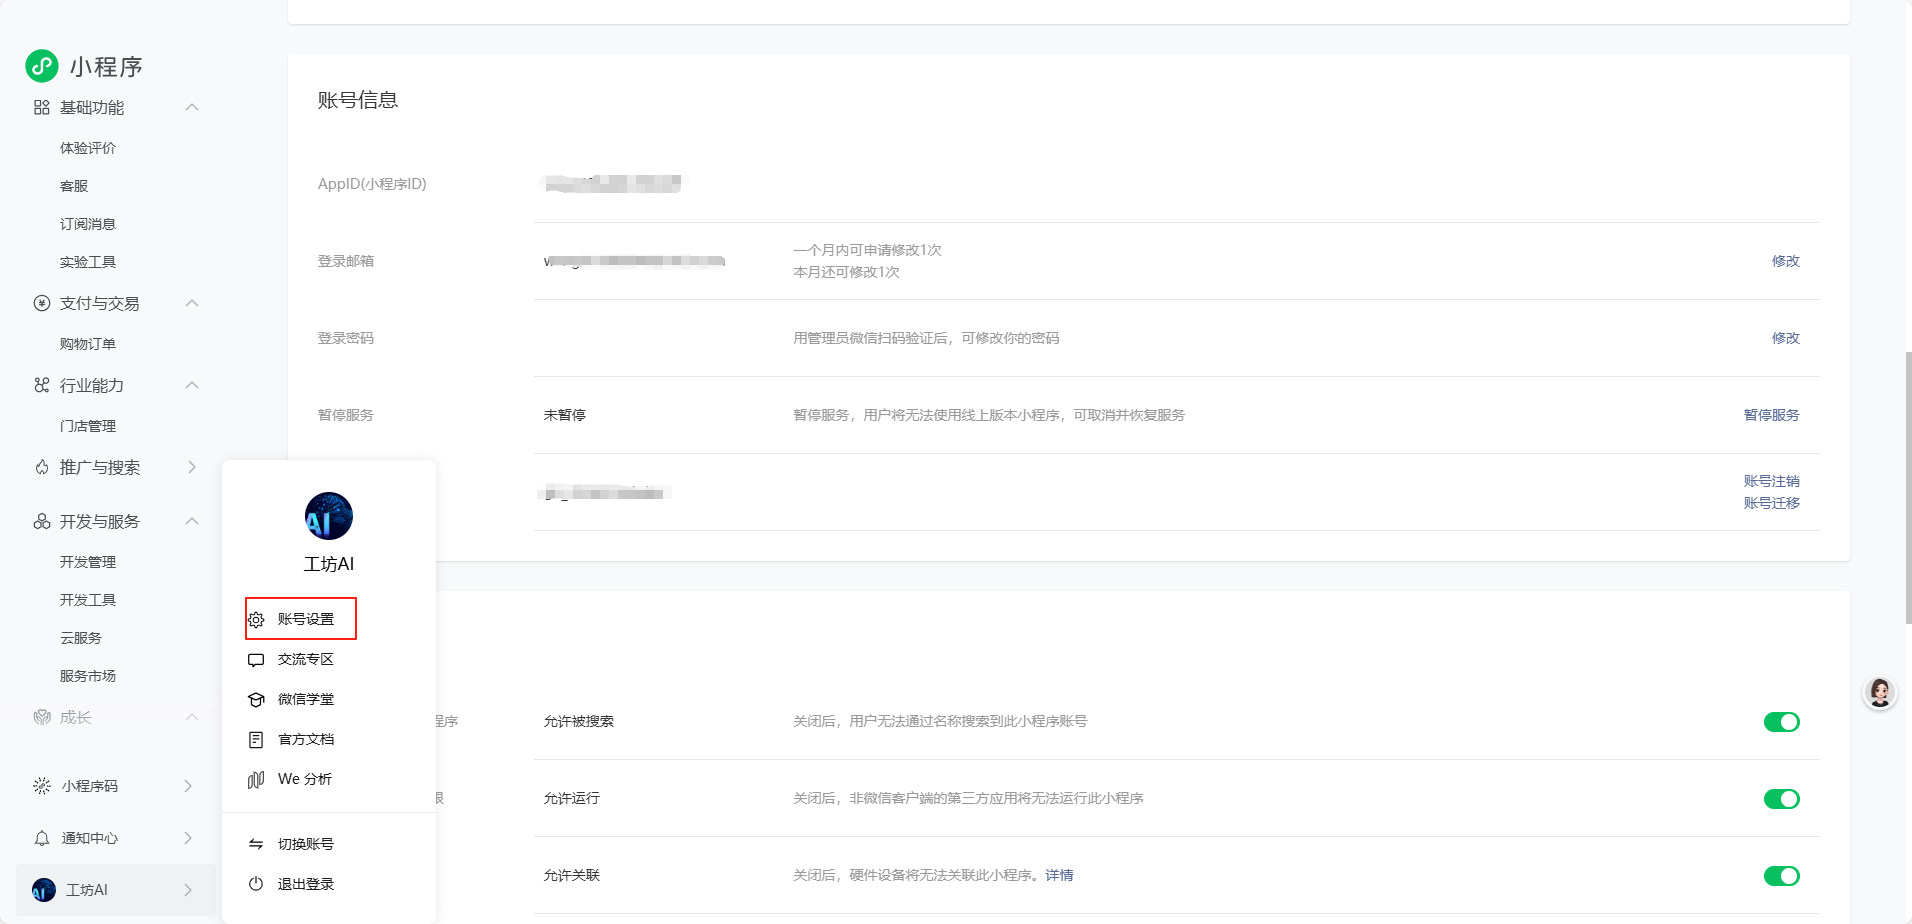 小程序
基础功能
体验评价
客服
订阅消息
实验工具
支付与交易
购物订单
行业能力
门店管理
推广与搜索
开发与服务
开发管理
开发工具
云服务
服务市场
成长
小程序码
通知中心
工坊AI
AI
工坊AI
账号设置
交流专区
微信学堂
官方文档
We 分析
切换账号
退出登录
账号信息
AppID(小程序ID)
登录邮箱
一个月内可申请修改1次
本月还可修改1次
修改
登录密码
用管理员微信扫码验证后，可修改你的密码
修改
暂停服务
未暂停
暂停服务，用户将无法使用线上版本小程序，可取消并恢复服务
暂停服务
账号注销
账号迁移
程序
允许被搜索
关闭后，用户无法通过名称搜索到此小程序账号
允许运行
关闭后，非微信客户端的第三方应用将无法运行此小程序
允许关联
关闭后，硬件设备将无法关联此小程序。详情